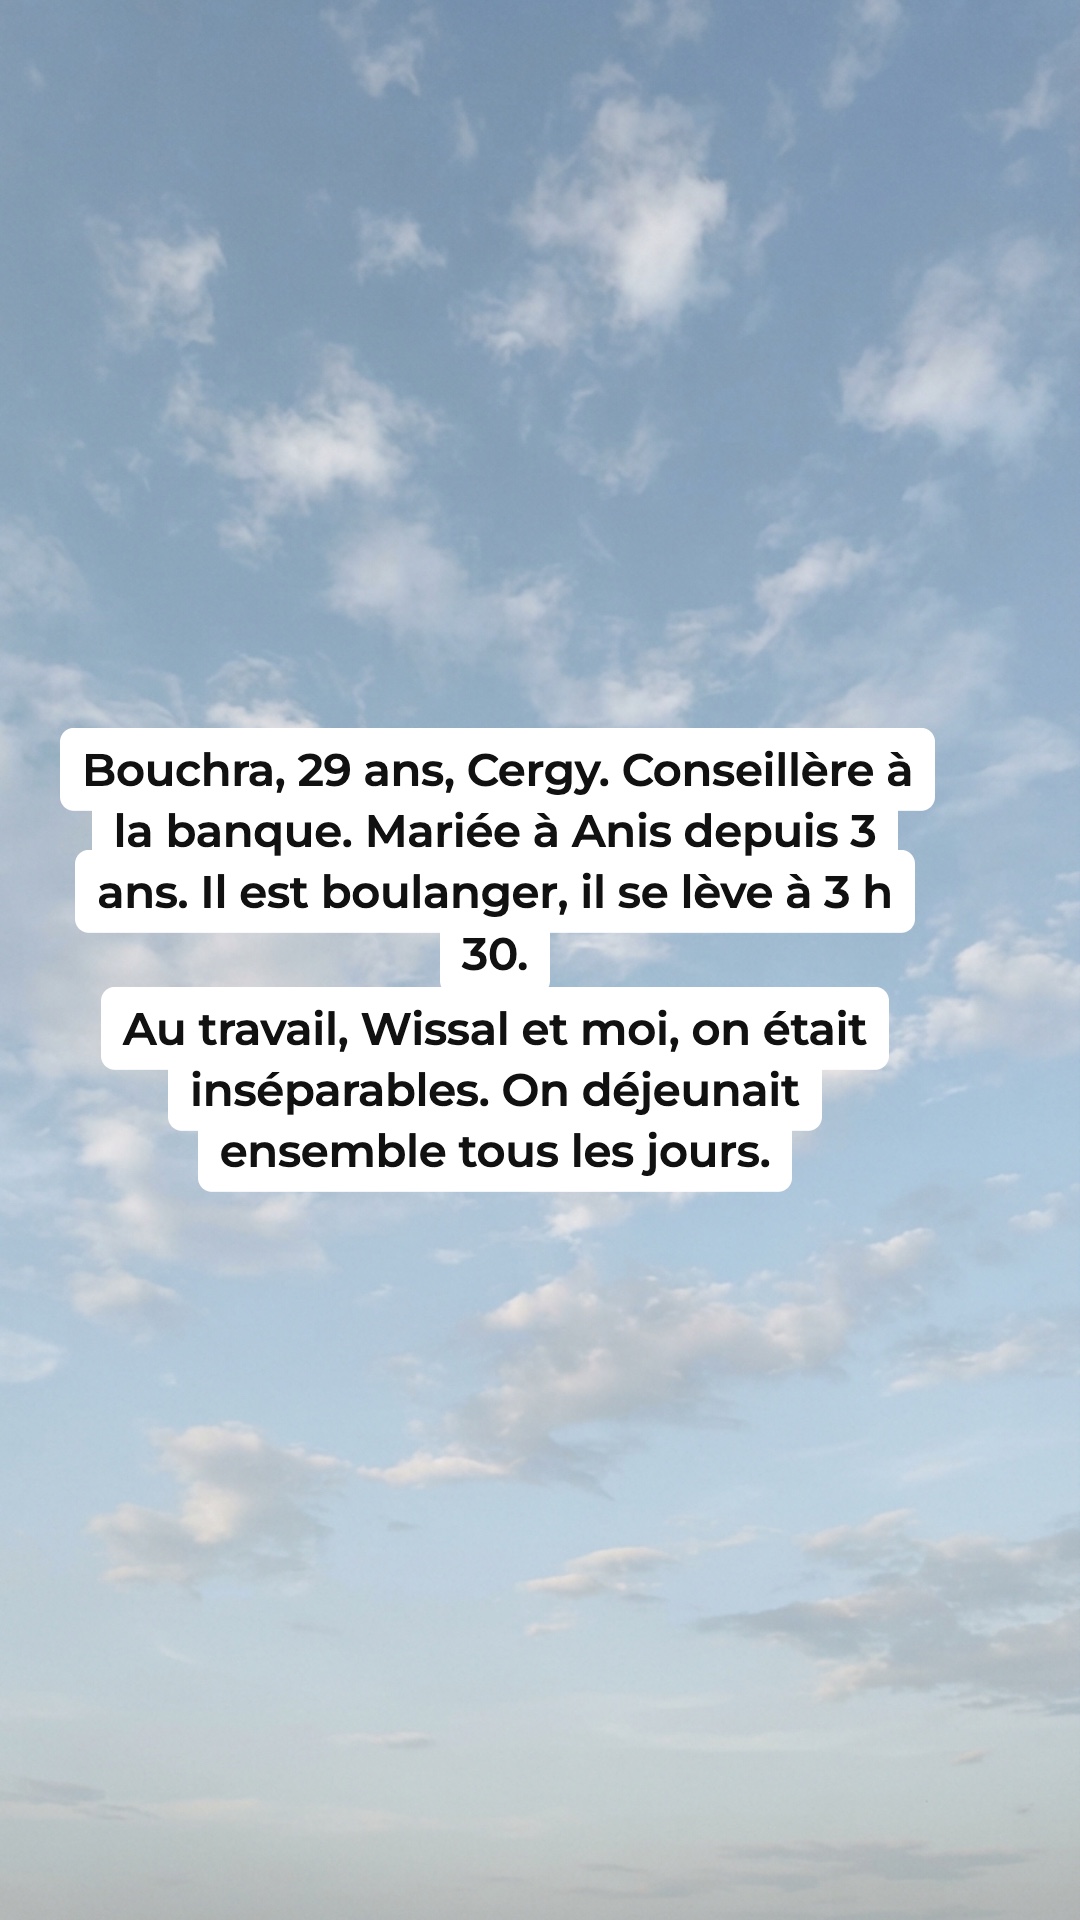 Bouchra, 29 ans, Cergy. Conseillère à
la banque. Mariée à Anis depuis 3
ans. Il est boulanger, il se lève à 3 h
30.
Au travail, Wissal et moi, on était
inséparables. On déjeunait
ensemble tous les jours.